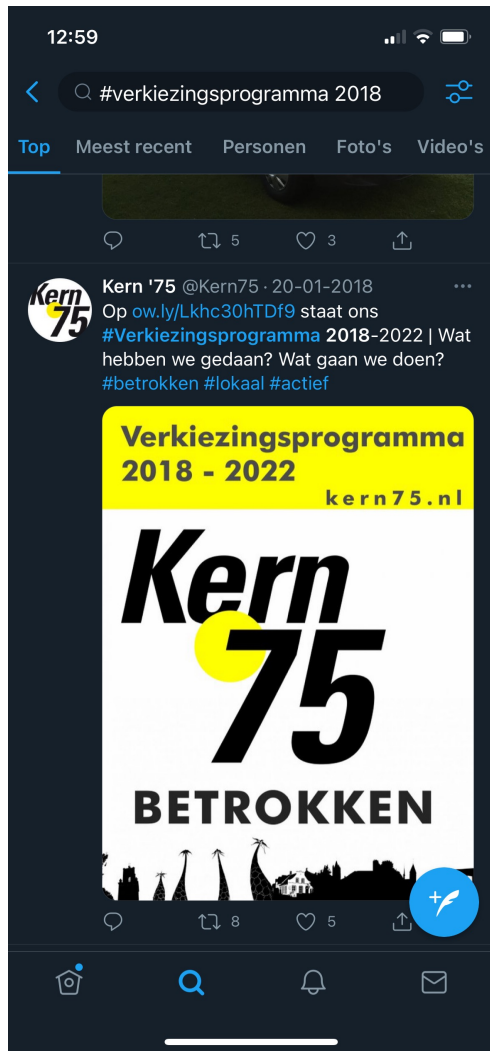 12:59
#verkiezingsprogramma 2018
Top Meest recent Personen Foto's Video's
5 3
Kern '75 @Kern75 · 20-01-2018
Kern
75
Op ow.ly/Lkhc30hTDf9 staat ons
#Verkiezingsprogramma 2018-2022 | Wat
hebben we gedaan? Wat gaan we doen?
#betrokken #lokaal #actief
Verkiezingsprogramma
2018 - 2022
kern75.nl
Kern
75
BETROKKEN
8 5